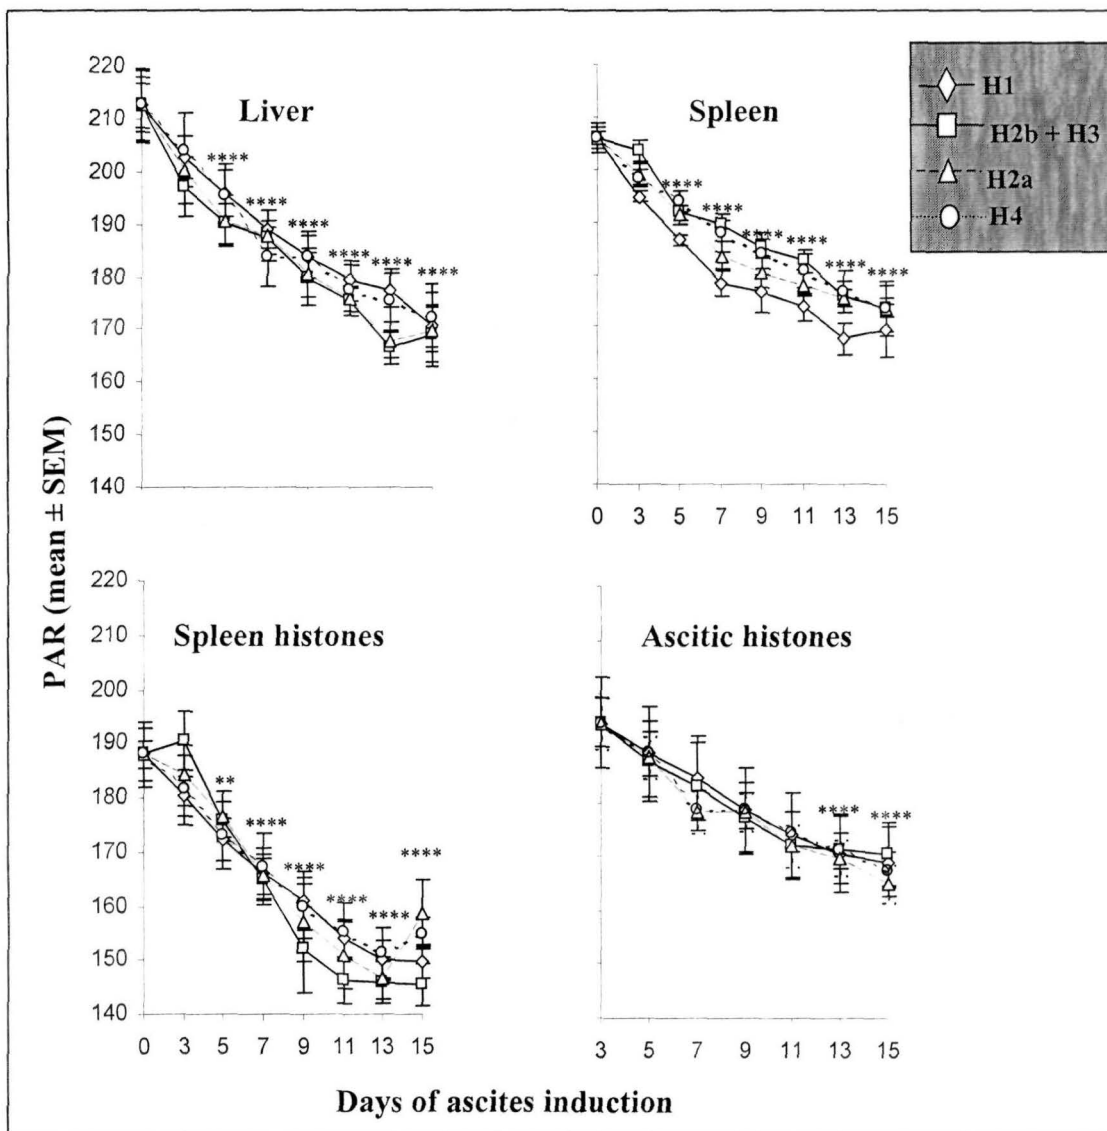 Liver
220
210
200
190
180
170
160
150
140
****
****
****
****
****
****
Spleen
****
****
****
****
****
****
0 3 5 7 9 11 13 15
H1
H2b + H3
H2a
H4
PAR (mean ± SEM)
Spleen histones
220
210
200
190
180
170
160
150
140
**
****
****
****
****
****
0 3 5 7 9 11 13 15
Ascitic histones
****
****
3 5 7 9 11 13 15
Days of ascites induction